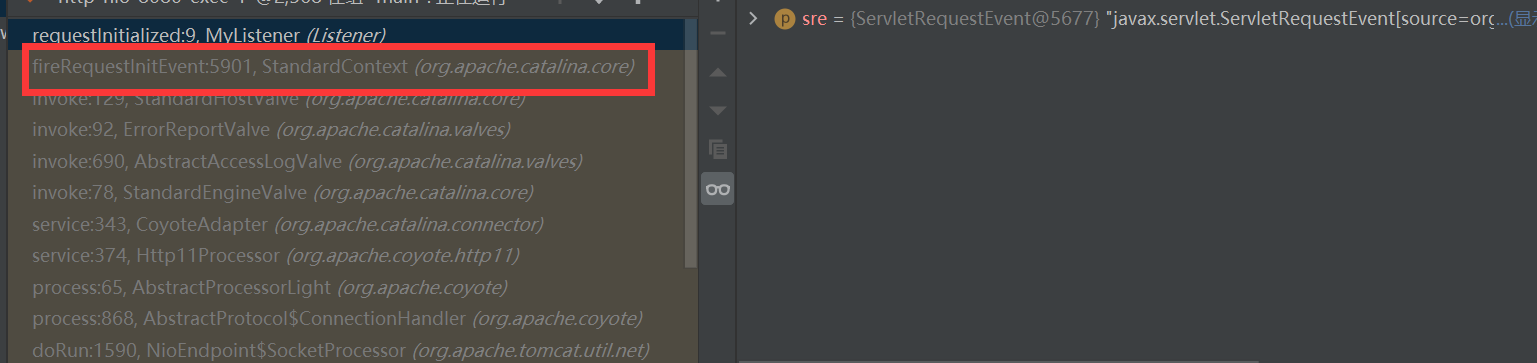 requestInitialized:9, MyListener (Listener)
fireRequestInitEvent:5901, StandardContext (org.apache.catalina.core)
invoke:129, StandardHostValve (org.apache.catalina.core)
invoke:92, ErrorReportValve (org.apache.catalina.valves)
invoke:690, AbstractAccessLogValve (org.apache.catalina.valves)
invoke:78, StandardEngineValve (org.apache.catalina.core)
service:343, CoyoteAdapter (org.apache.catalina.connector)
service:374, Http11Processor (org.apache.coyote.http11)
process:65, AbstractProcessorLight (org.apache.coyote)
process:868, AbstractProtocol$ConnectionHandler (org.apache.coyote)
doRun:1590, NioEndpoint$SocketProcessor (org.apache.tomcat.util.net)
p sre = {ServletRequestEvent@5677} "javax.servlet.ServletRequestEvent[source=org...(显示